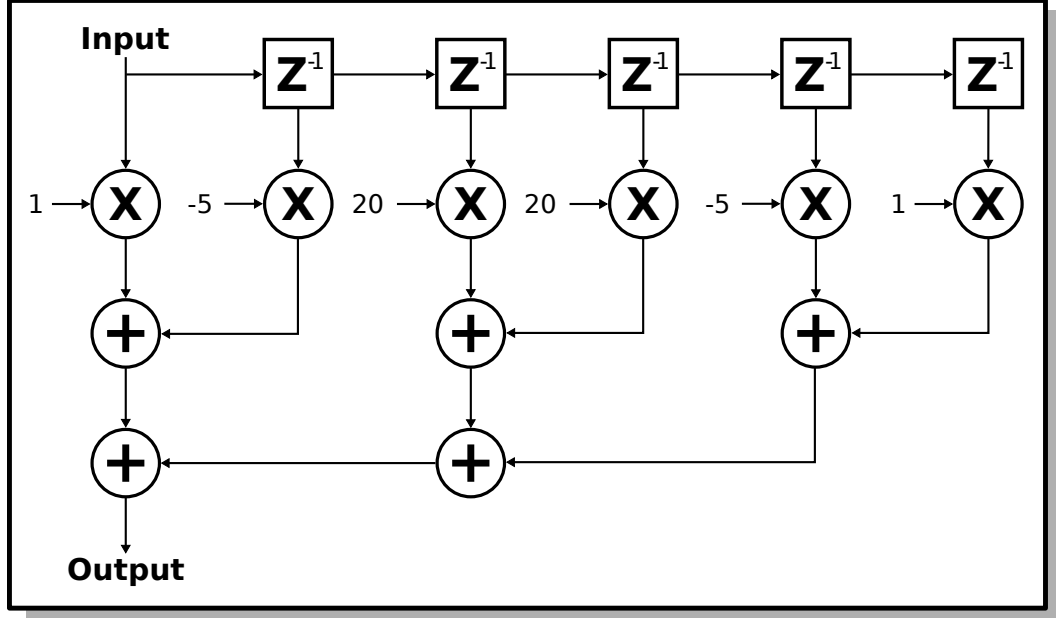 Input
Z-1 Z-1 Z-1 Z-1 Z-1
1 X -5 X 20 X 20 X -5 X 1 X
+ + +
+ +
Output